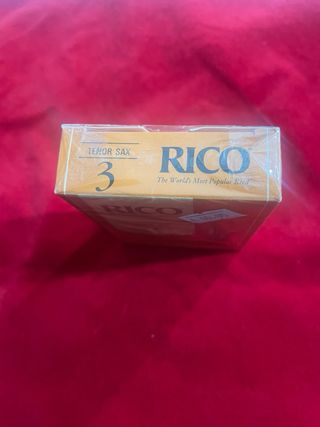 TENOR SAX
3
RICO
The World's Most Popular Reed
RICO